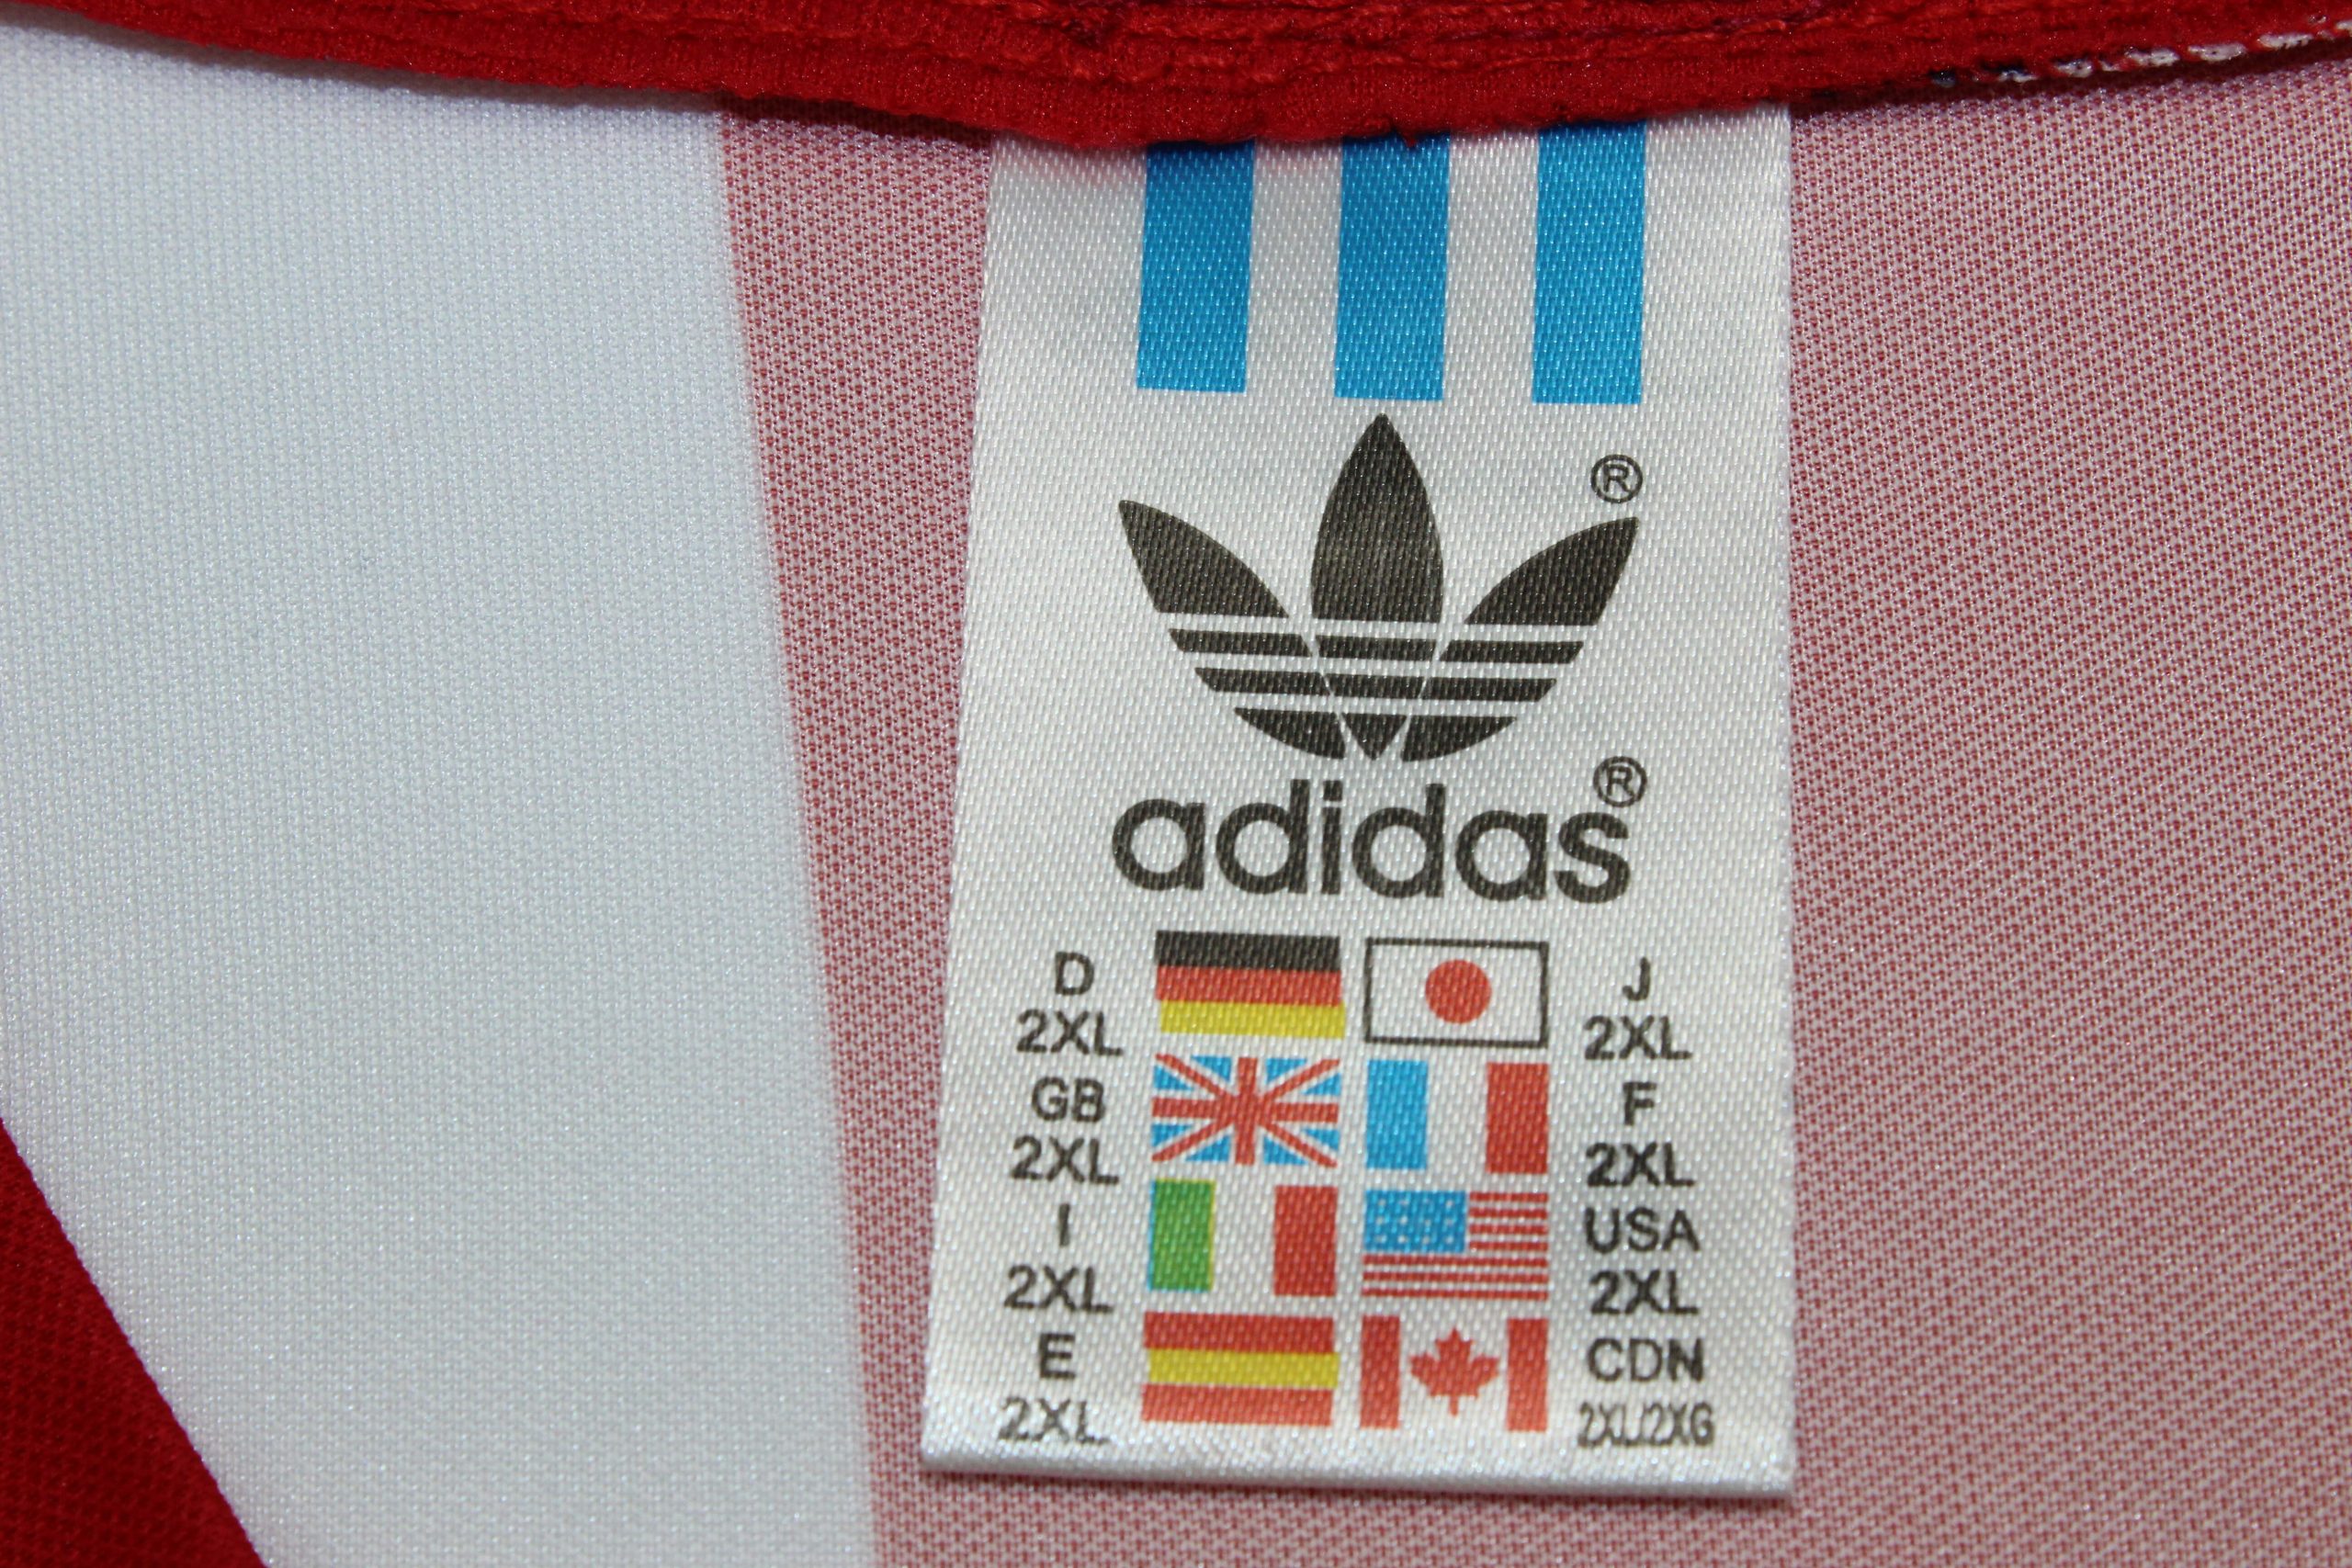 ®
adidas®
D J
2XL 2XL
GB F
2XL 2XL
I USA
2XL 2XL
E CDN
2XL 2XL/2XG